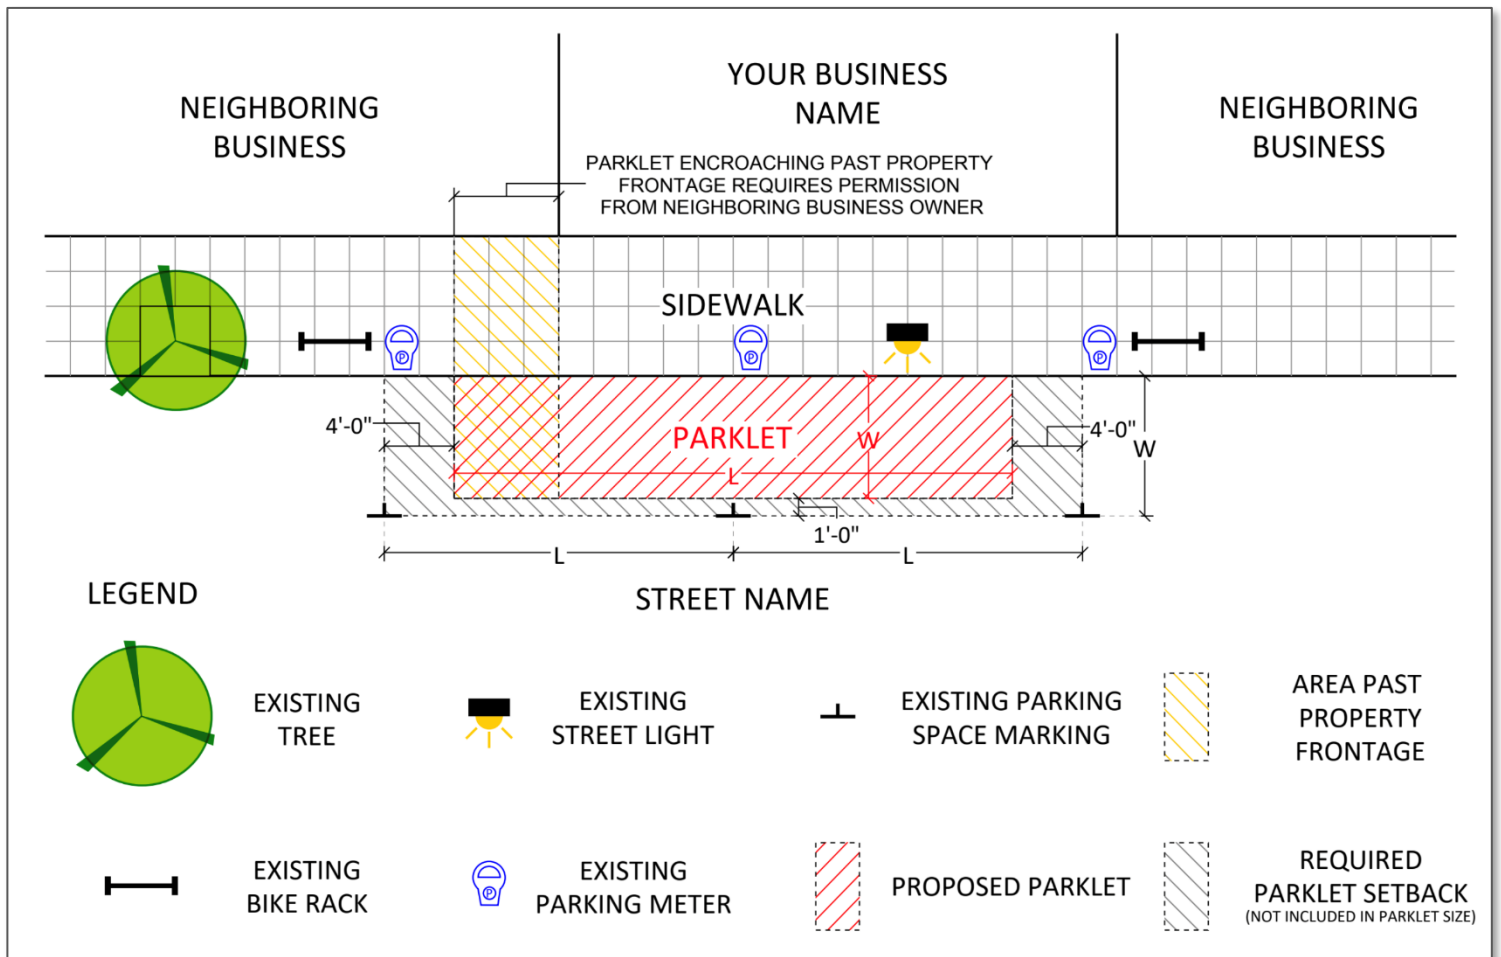 NEIGHBORING
BUSINESS
YOUR BUSINESS
NAME
NEIGHBORING
BUSINESS
PARKLET ENCROACHING PAST PROPERTY
FRONTAGE REQUIRES PERMISSION
FROM NEIGHBORING BUSINESS OWNER
SIDEWALK
P
P
P
4'-0"
PARKLET
W
4'-0"
W
L
1'-0"
L
L
LEGEND
STREET NAME
EXISTING
TREE
EXISTING
STREET LIGHT
EXISTING PARKING
SPACE MARKING
AREA PAST
PROPERTY
FRONTAGE
EXISTING
BIKE RACK
P
EXISTING
PARKING METER
PROPOSED PARKLET
REQUIRED
PARKLET SETBACK
(NOT INCLUDED IN PARKLET SIZE)